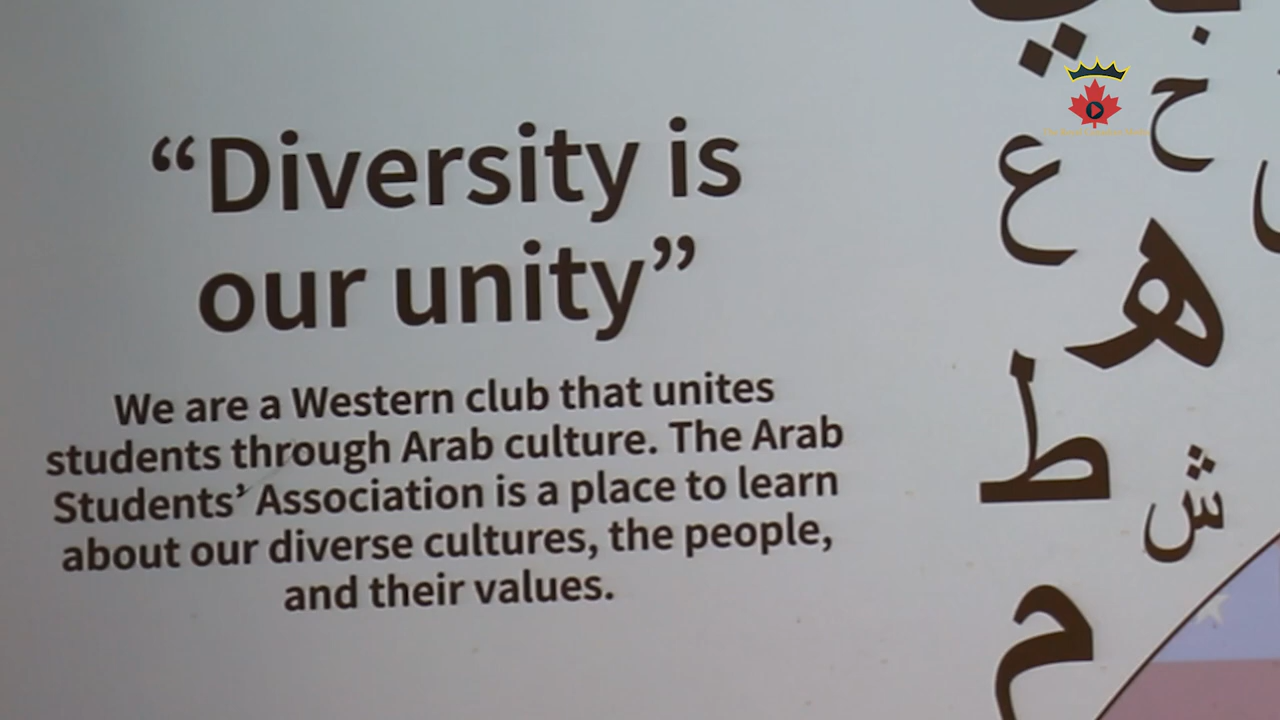 “Diversity is
our unity”
We are a Western club that unites
students through Arab culture. The Arab
Students’ Association is a place to learn
about our diverse cultures, the people,
and their values.
خ
ع
ه
ط
ش
ح